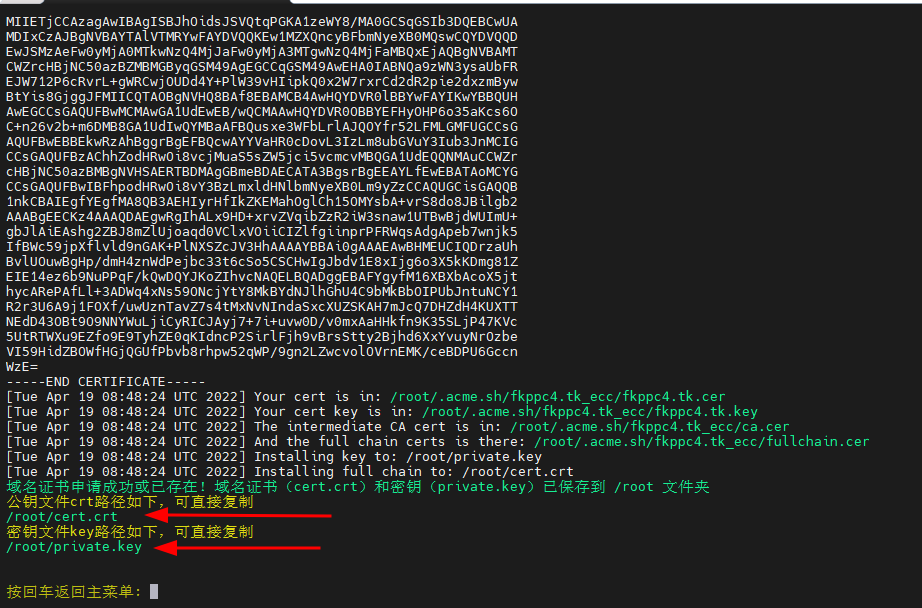 MIIETjCCAzagAwIBAgISBJhOidsJSVQtqPGKA1zeWY8/MA0GCSqGSIb3DQEBCwUA
MDIxCzAJBgNVBAYTAlVTMRYwFAYDVQQKEw1MZXQncyBFbmNyeXB0MQswCQYDVQQD
EwJSMzAeFw0yMjA0MTkwNzQ4MjJaFw0yMjA3MTgwNzQ4MjFaMBQxEjAQBgNVBAMT
CWZrcHBjNC50azBZMBMGByqGSM49AgEGCCqGSM49AwEHA0IABNQa9zWN3ysaUbFR
EJW712P6cRvrL+gWRCwjOUDd4Y+PlW39vHIipkQ0x2W7rxrCd2dR2pie2dxzmByw
BtYis8GjggJFMIICQTAOBgNVHQ8BAf8EBAMCB4AwHQYDVR0lBBYwFAYIKwYBBQUH
AwEGCCsGAQUFBwMCMAwGA1UdEwEB/wQCMAAwHQYDVR0OBBYEFHyOHP6o35aKcs6O
C+n26v2b+m6DMB8GA1UdIwQYMBaAFBQusxe3WFbLrlAJQOYfr52LFMLGMFUGCCsG
AQUFBwEBBEkwRzAhBggrBgEFBQcwAYYVaHR0cDovL3IzLm8ubGVuY3Iub3JnMCIG
CCsGAQUFBzAChhZodHRwOi8vcjMuaS5sZW5jci5vcmcvMBQGA1UdEQQNMAuCCWZr
cHBjNC50azBMBgNVHSAERTBDMAgGBmeBDAECATA3BgsrBgEEAYLfEwEBATAoMCYG
CCsGAQUFBwIBFhpodHRwOi8vY3BzLmxldHNlbmNyeXB0Lm9yZzCCAQUGCisGAQQB
1nkCBAIEgfYEgfMA8QB3AEHIyrHfIkZKEMahOglCh15OMYsbA+vrS8do8JBilgb2
AAABgEECKz4AAAQDAEgwRgIhALx9HD+xrvZVqibZzR2iW3snaw1UTBwBjdWUImU+
gbJlAiEAshg2ZBJ8mZlUjoaqd0VClxVOiiCIZlfgiinprPFRWqsAdgApeb7wnjk5
IfBWc59jpXflvld9nGAK+PlNXSZcJV3HhAAAAYBBAi0gAAAEAwBHMEUCIQDrzaUh
BvlUOuwBgHp/dmH4znWdPejbc33t6cSo5CSCHwIgJbdv1E8xIjg6o3X5kKDmg81Z
EIE14ez6b9NuPPqF/kQwDQYJKoZIhvcNAQELBQADggEBAFYgyfM16XBXbAcoX5jt
hycARePAfLl+3ADWq4xNs59ONcjYtY8MkBYdNJlhGhU4C9bMkBbOIPUbJntuNCY1
R2r3U6A9j1FOXf/uwUznTavZ7s4tMxNvNIndaSxcXUZSKAH7mJcQ7DHZdH4KUXTT
NEdD43OBt9O9NNYWuLjiCyRICJAyj7+7i+uvw0D/v0mxAaHHkfn9K35SLjP47KVc
5UtRTWXu9EZfo9E9TyhZE0qKIdncP2SirlFjh9vBrsStty2Bjhd6XxYvuyNrOzbe
VI59HidZBOWfHGjQGUfPbvb8rhpw52qWP/9gn2LZwcvolOVrnEMK/ceBDPU6Gccn
WzE=
-----END CERTIFICATE-----
[Tue Apr 19 08:48:24 UTC 2022] Your cert is in: /root/.acme.sh/fkppc4.tk_ecc/fkppc4.tk.cer
[Tue Apr 19 08:48:24 UTC 2022] Your cert key is in: /root/.acme.sh/fkppc4.tk_ecc/fkppc4.tk.key
[Tue Apr 19 08:48:24 UTC 2022] The intermediate CA cert is in: /root/.acme.sh/fkppc4.tk_ecc/ca.cer
[Tue Apr 19 08:48:24 UTC 2022] And the full chain certs is there: /root/.acme.sh/fkppc4.tk_ecc/fullchain.cer
[Tue Apr 19 08:48:24 UTC 2022] Installing key to: /root/private.key
[Tue Apr 19 08:48:24 UTC 2022] Installing full chain to: /root/cert.crt
域名证书申请成功或已存在！域名证书（cert.crt）和密钥（private.key）已保存到 /root 文件夹
公钥文件crt路径如下，可直接复制
/root/cert.crt
密钥文件key路径如下，可直接复制
/root/private.key
按回车返回主菜单: